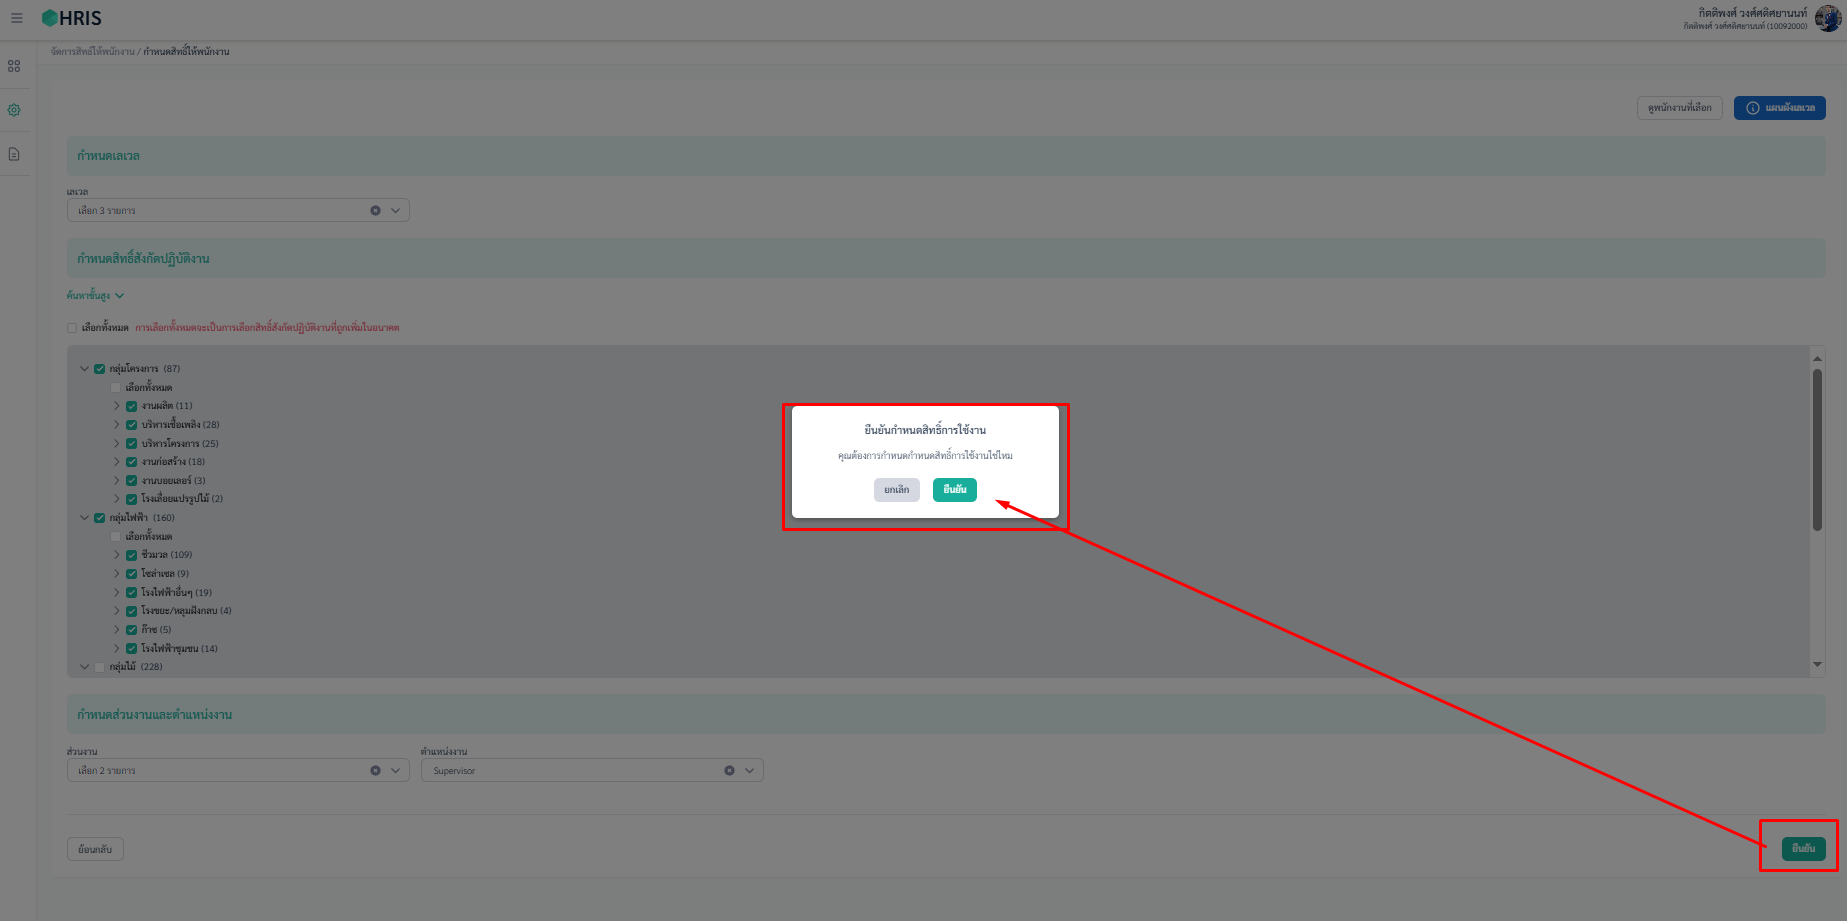 HRIS
กิตติพงศ์ วงศ์ศดิศยานนท์
กิตติพงศ์ วงศ์ศดิศยานนท์ (10092000)
จัดการสิทธิ์ให้พนักงาน / กำหนดสิทธิ์ให้พนักงาน
ดูพนักงานที่เลือก
แผนผังเลเวล
กำหนดเลเวล
เลเวล
เลือก 3 รายการ
กำหนดสิทธิ์สังกัดปฏิบัติงาน
ค้นหาขั้นสูง
เลือกทั้งหมด การเลือกทั้งหมดจะเป็นการเลือกสิทธิ์สังกัดปฏิบัติงานที่ถูกเพิ่มในอนาคต
กลุ่มโครงการ (87)
เลือกทั้งหมด
งานผลิต (11)
บริหารเชื้อเพลิง (28)
บริหารโครงการ (25)
งานก่อสร้าง (18)
งานบอยเลอร์ (3)
โรงเลื่อยแปรรูปไม้ (2)
กลุ่มไฟฟ้า (160)
เลือกทั้งหมด
ชีวมวล (109)
โซล่าเซล (9)
โรงไฟฟ้าอื่นๆ (19)
โรงขยะ/หลุมฝังกลบ (4)
ก๊าซ (5)
โรงไฟฟ้าชุมชน (14)
กลุ่มไม้ (228)
ยืนยันกำหนดสิทธิ์การใช้งาน
คุณต้องการกำหนดกำหนดสิทธิ์การใช้งานใช่ไหม
ยกเลิก
ยืนยัน
กำหนดส่วนงานและตำแหน่งงาน
ส่วนงาน
ตำแหน่งงาน
เลือก 2 รายการ
Supervisor
ย้อนกลับ
ยืนยัน